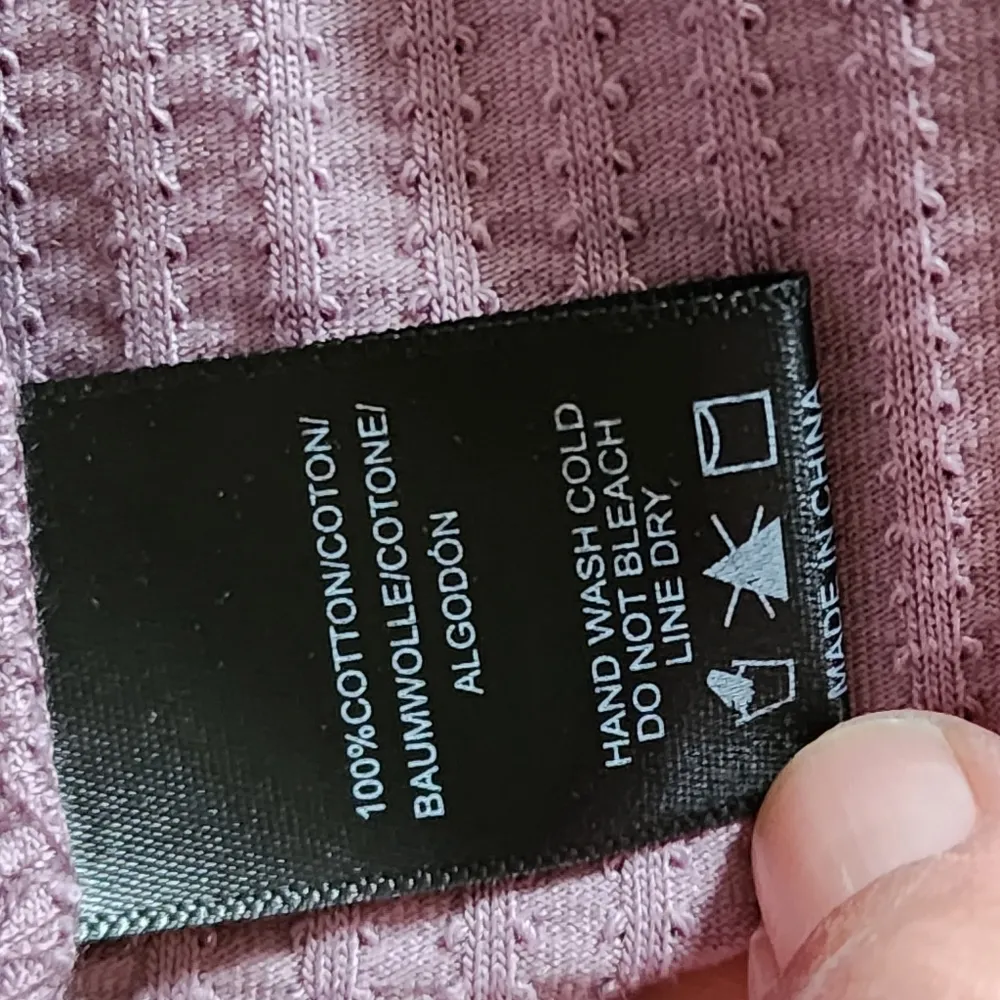 100%COTTON/COTON/
BAUMWOLLE/COTONE/
ALGODÓN
HAND WASH COLD
DO NOT BLEACH
LINE DRY
MADE IN CHINA